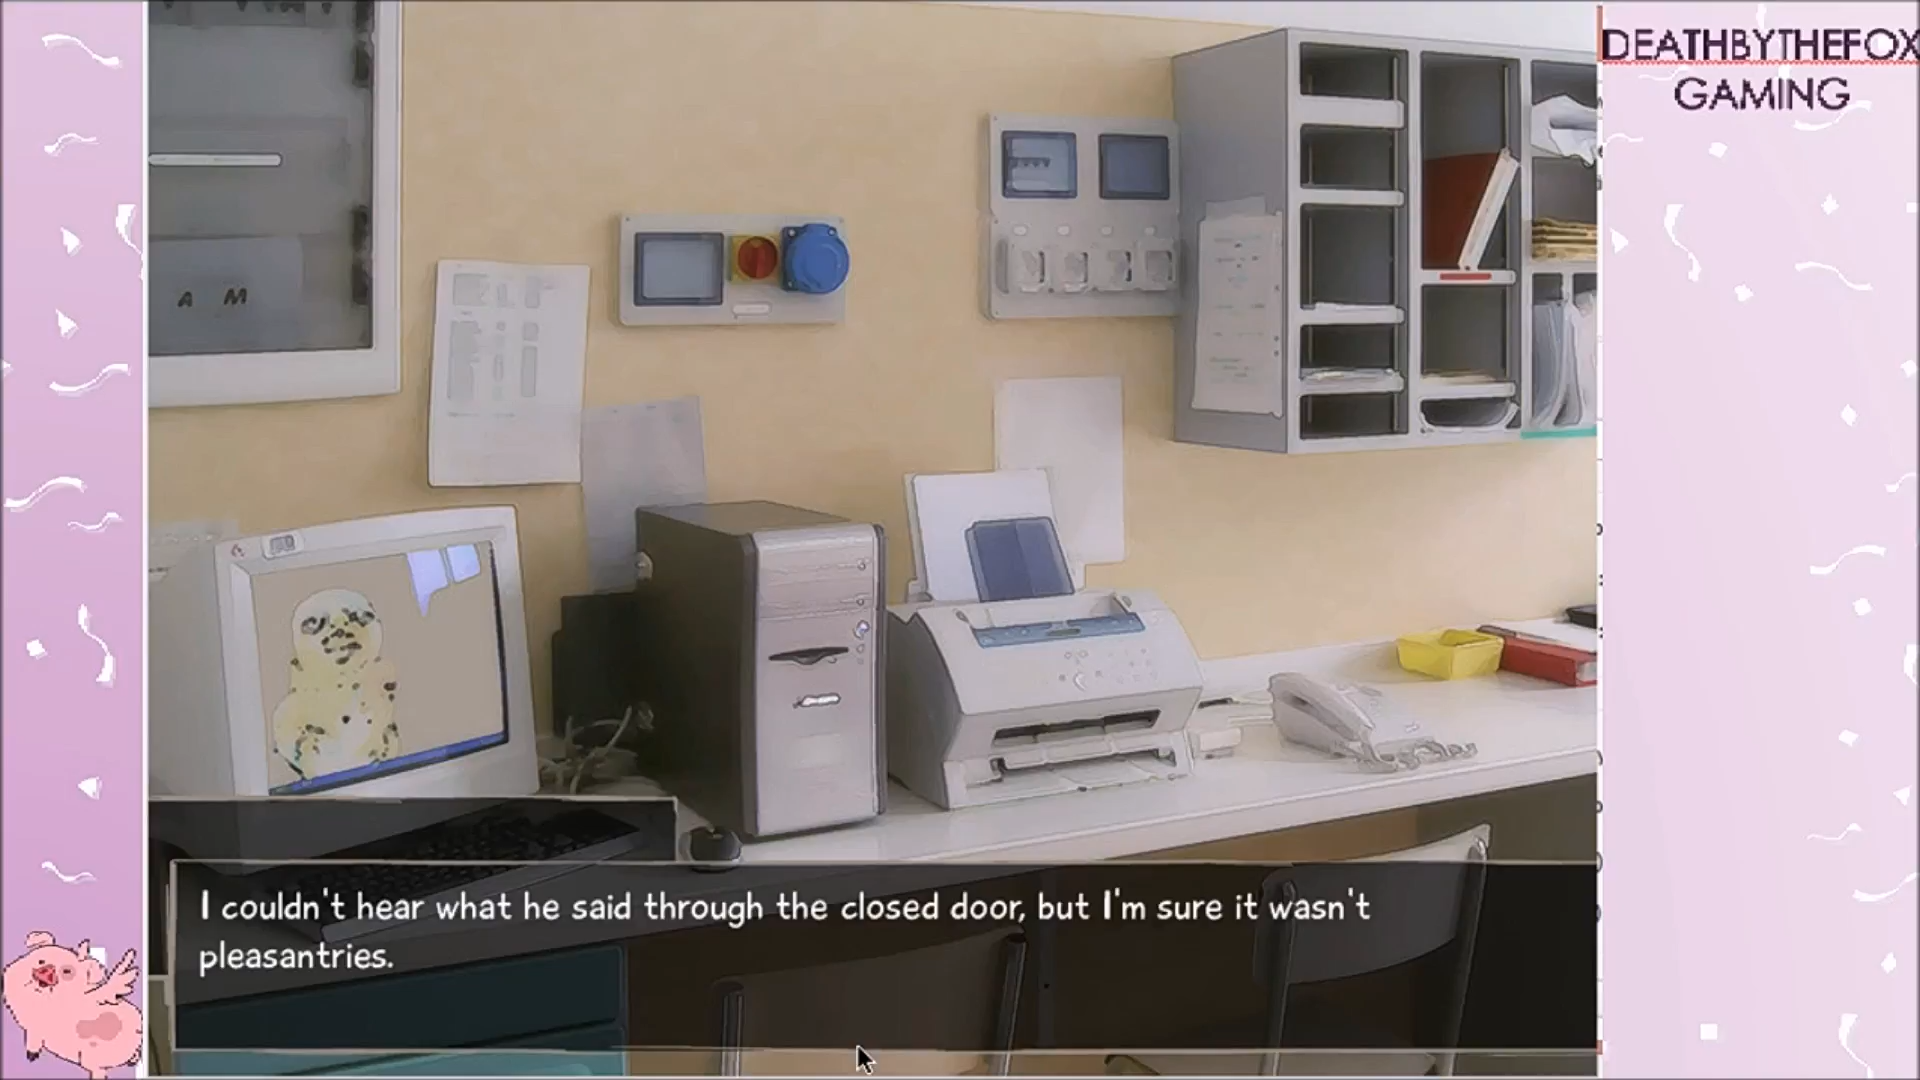 DEATHBYTHEFOX
GAMING
A M
I couldn't hear what he said through the closed door, but I'm sure it wasn't
pleasantries.